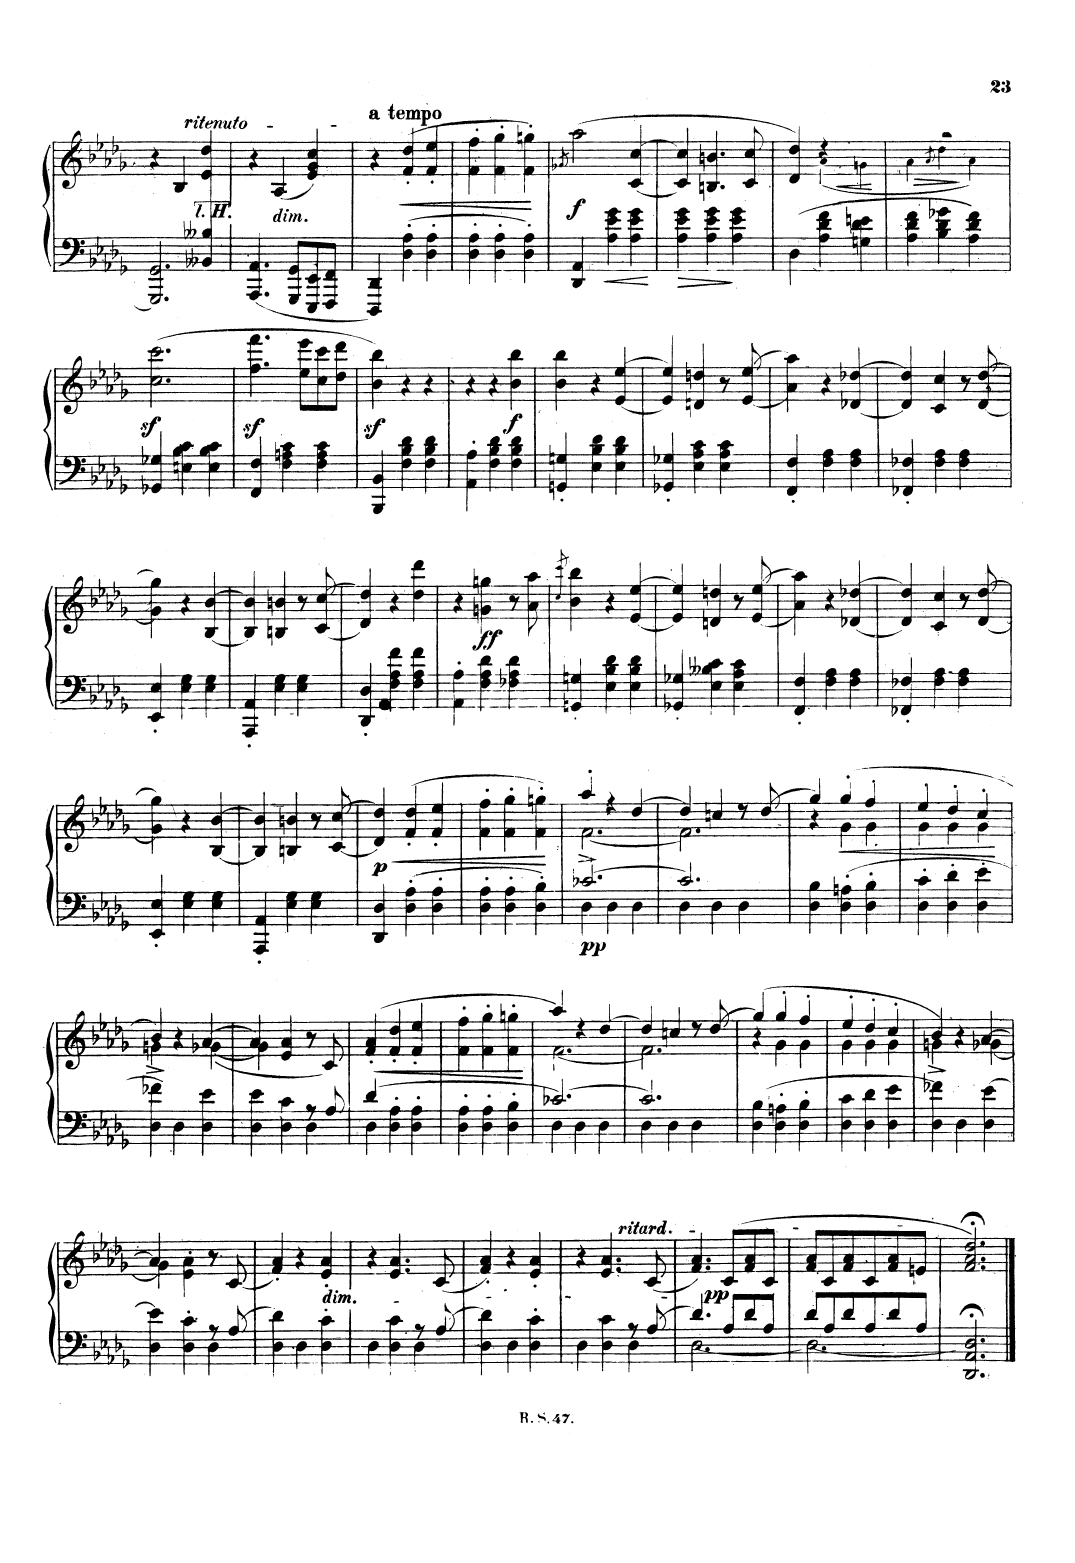 23
ritenuto - -
a tempo
l. H.
dim.
f
sf
sf
sf
f
ff
p
pp
ritard. - -
dim. - - - -
pp
R. S. 47.